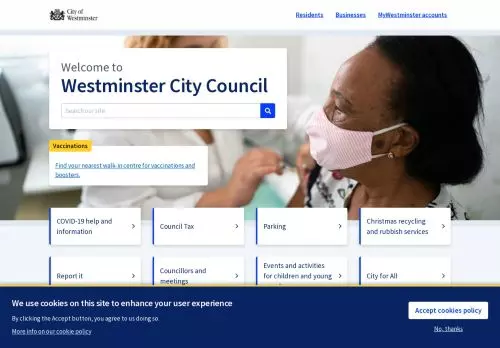 City of
Westminster
Residents
Businesses
MyWestminster accounts
Welcome to
Westminster City Council
Search our site
Vaccinations
Find your nearest walk-in centre for vaccinations and
boosters.
COVID-19 help and
information
Council Tax
Parking
Christmas recycling
and rubbish services
Report it
Councillors and
meetings
Events and activities
for children and young
City for All
We use cookies on this site to enhance your user experience
By clicking the Accept button, you agree to us doing so.
More info on our cookie policy
Accept cookies policy
No, thanks